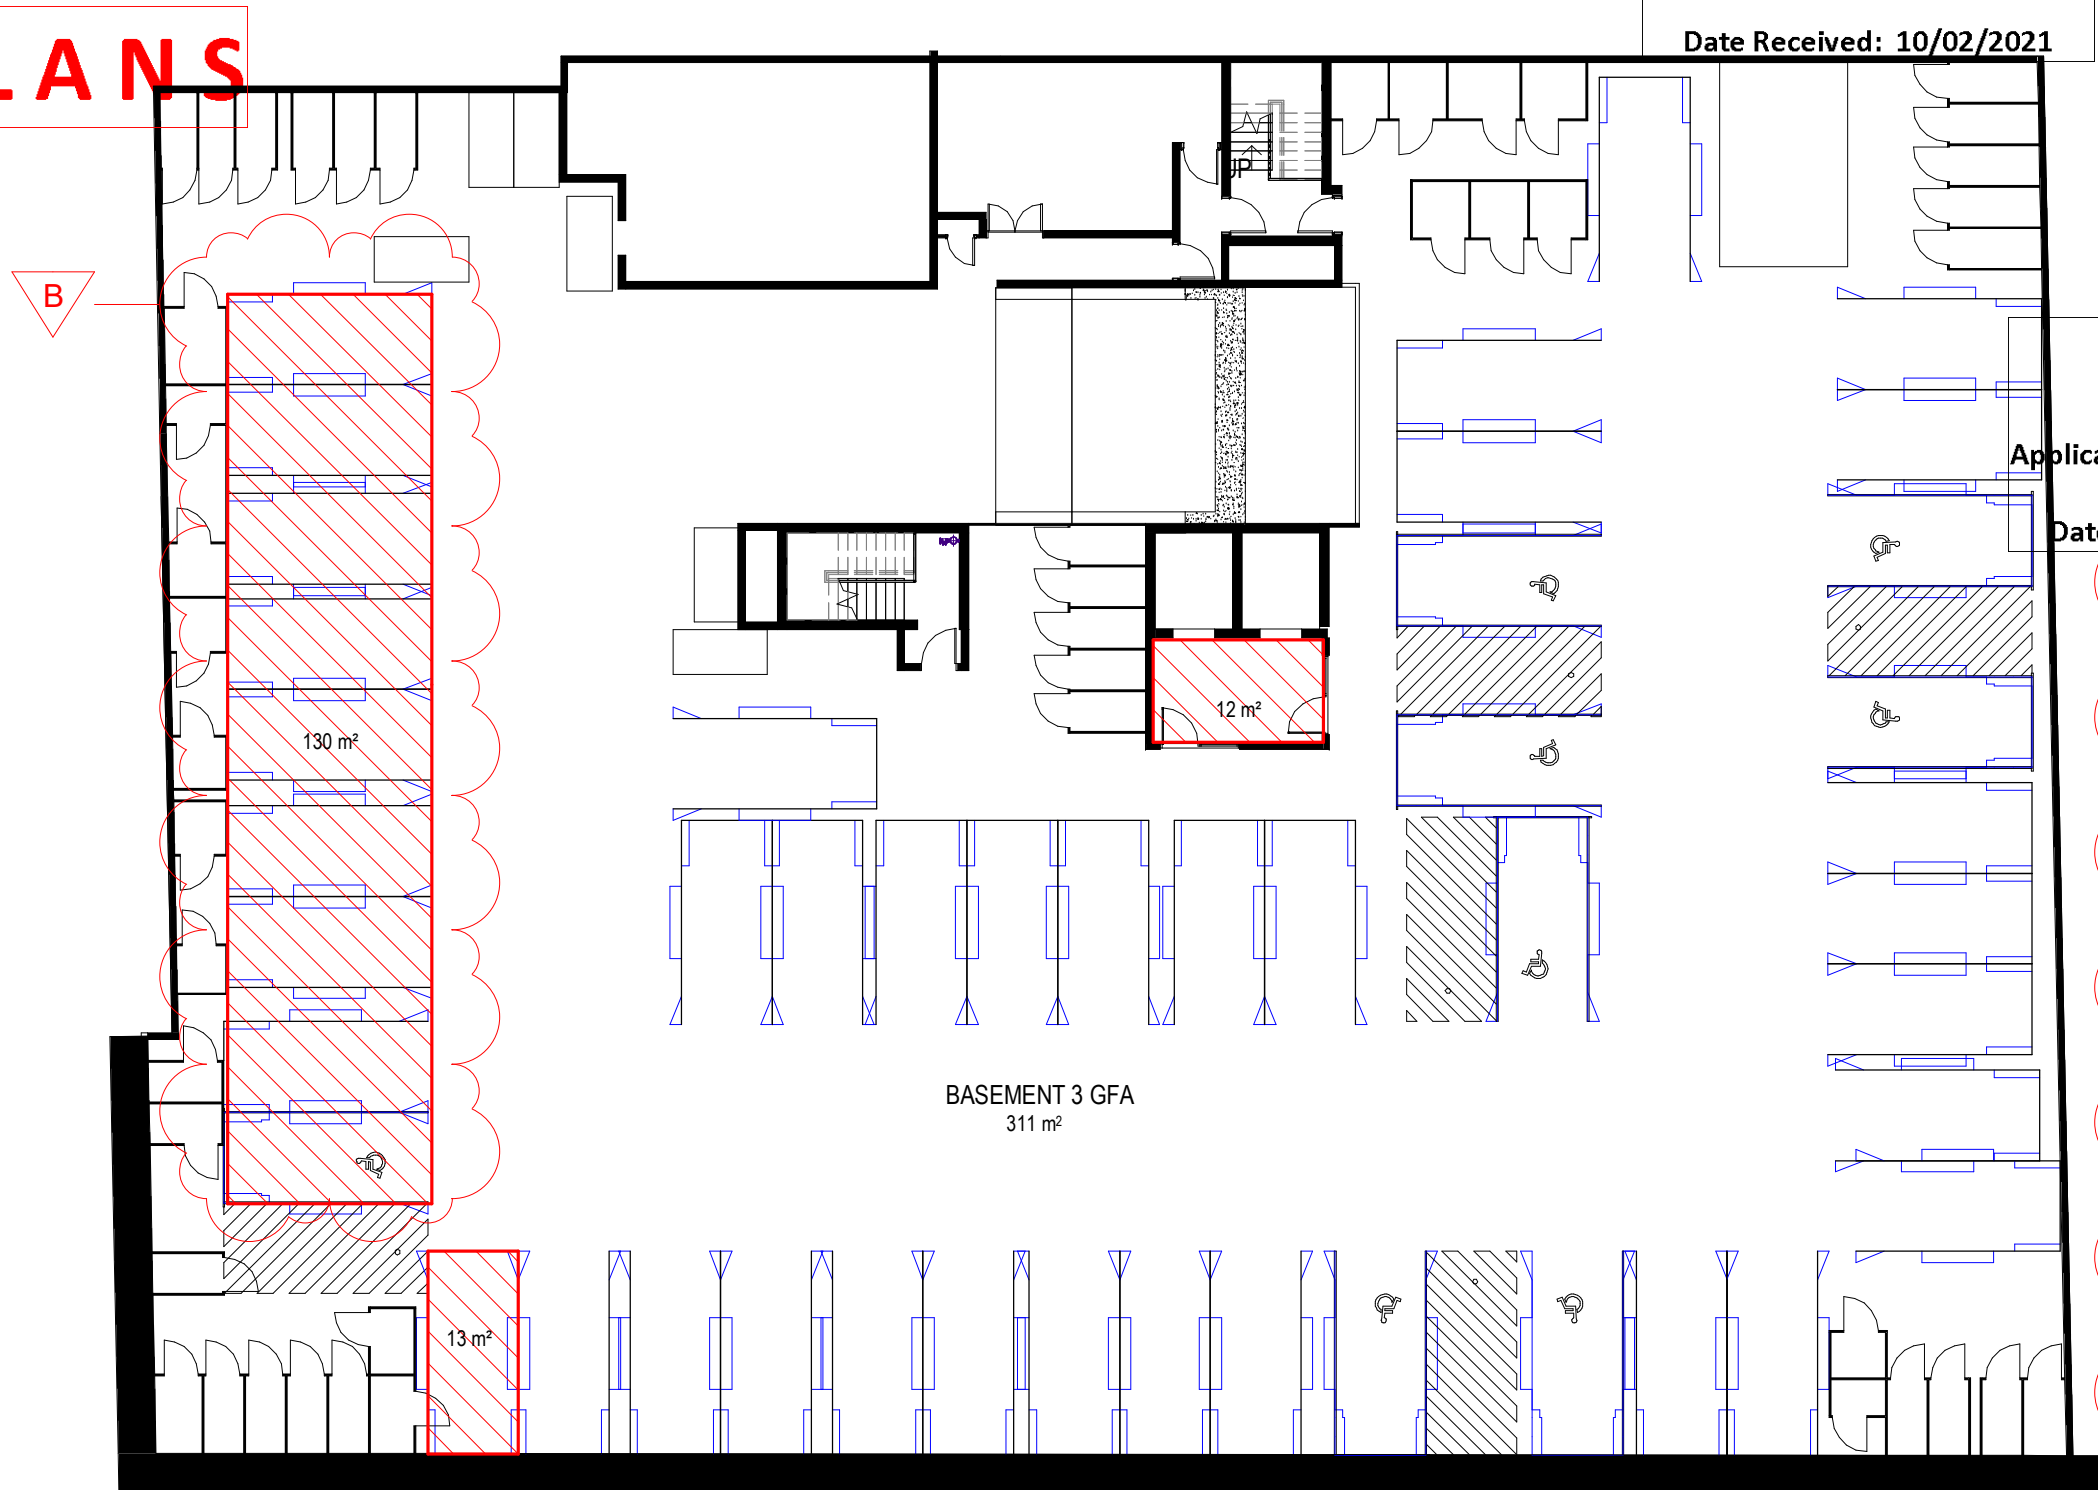 LANS
Date Received: 10/02/2021
UP
B
Applica
Date
12 m²
130 m²
BASEMENT 3 GFA
311 m²
13 m²